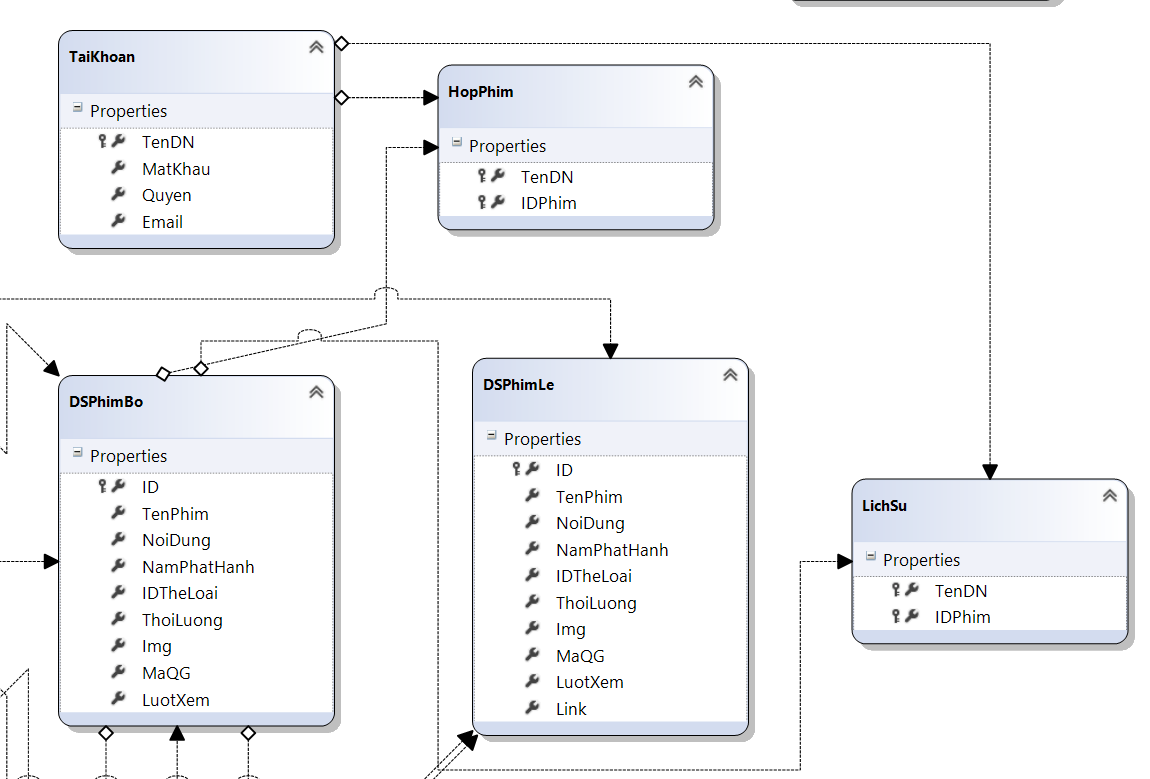 TaiKhoan
Properties
TenDN
MatKhau
Quyen
Email
HopPhim
Properties
TenDN
IDPhim
DSPhimBo
Properties
ID
TenPhim
NoiDung
NamPhatHanh
IDTheLoai
ThoiLuong
Img
MaQG
LuotXem
DSPhimLe
Properties
ID
TenPhim
NoiDung
NamPhatHanh
IDTheLoai
ThoiLuong
Img
MaQG
LuotXem
Link
LichSu
Properties
TenDN
IDPhim